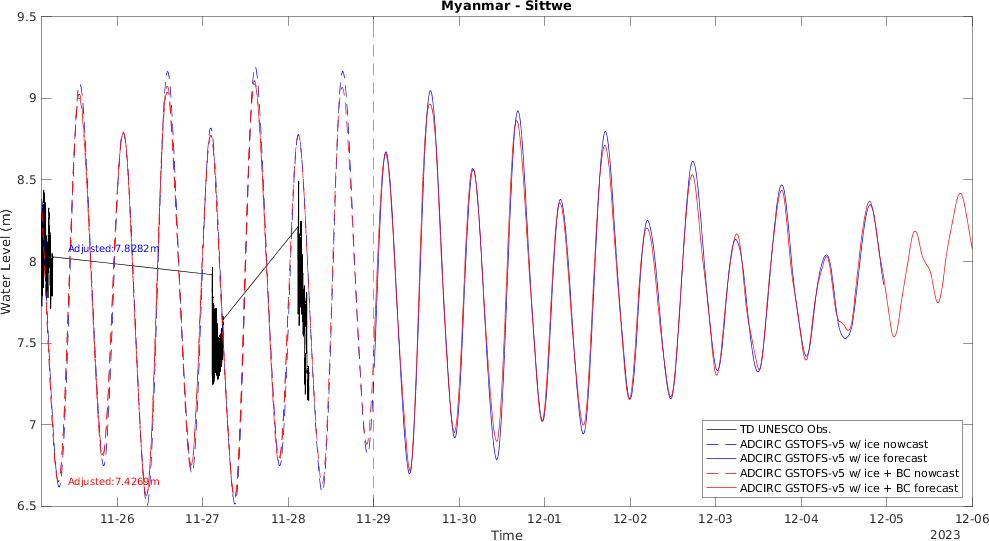 Myanmar - Sittwe
9.5
9
8.5
8
7.5
7
6.5
Water Level (m)
Adjusted:7.8282m
Adjusted:7.4269m
TD UNESCO Obs.
ADCIRC GSTOFS-v5 w/ ice nowcast
ADCIRC GSTOFS-v5 w/ ice forecast
ADCIRC GSTOFS-v5 w/ ice + BC nowcast
ADCIRC GSTOFS-v5 w/ ice + BC forecast
11-26 11-27 11-28 11-29 11-30 12-01 12-02 12-03 12-04 12-05 12-06
Time
2023